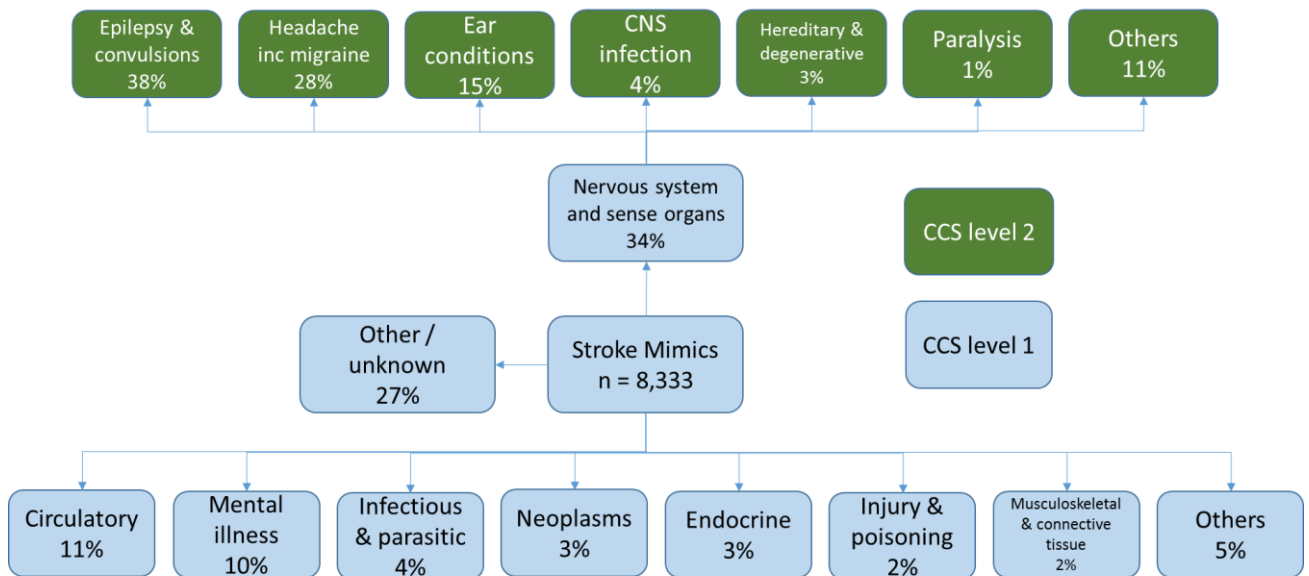 Epilepsy &
convulsions
38%
Headache
inc migraine
28%
Ear
conditions
15%
CNS
infection
4%
Hereditary &
degenerative
3%
Paralysis
1%
Others
11%
Nervous system
and sense organs
34%
CCS level 2
Other /
unknown
27%
Stroke Mimics
n = 8,333
CCS level 1
Circulatory
11%
Mental
illness
10%
Infectious
& parasitic
4%
Neoplasms
3%
Endocrine
3%
Injury &
poisoning
2%
Musculoskeletal
& connective
tissue
2%
Others
5%